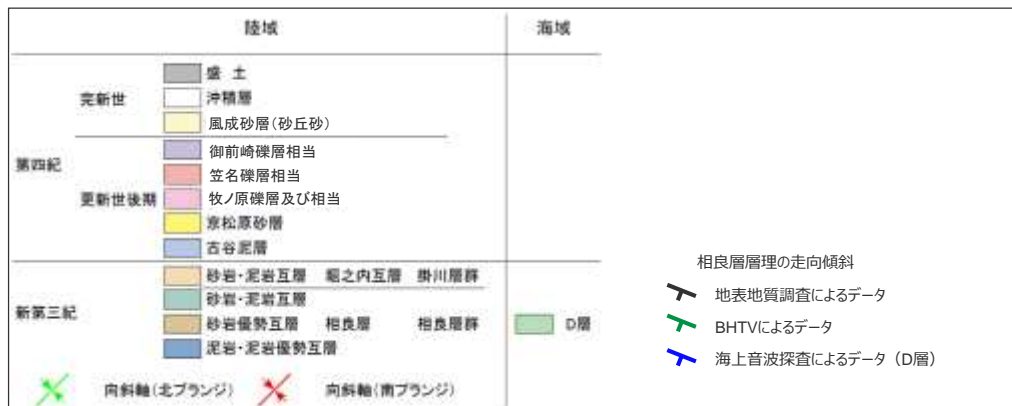 陸域 海域
盛 土
完新世 沖積層
風成砂層(砂丘砂)
第四紀 御前崎礫層相当
笠名礫層相当
更新世後期 牧ノ原礫層及び相当
京松原砂層
古谷泥層
砂岩・泥岩互層 堀之内互層 掛川層群
新第三紀 砂岩・泥岩互層
砂岩優勢互層 相良層 相良層群 D層
泥岩・泥岩優勢互層
向斜軸(北プランジ) 向斜軸(南プランジ)
相良層層理の走向傾斜
地表地質調査によるデータ
BHTVによるデータ
海上音波探査によるデータ(D層)